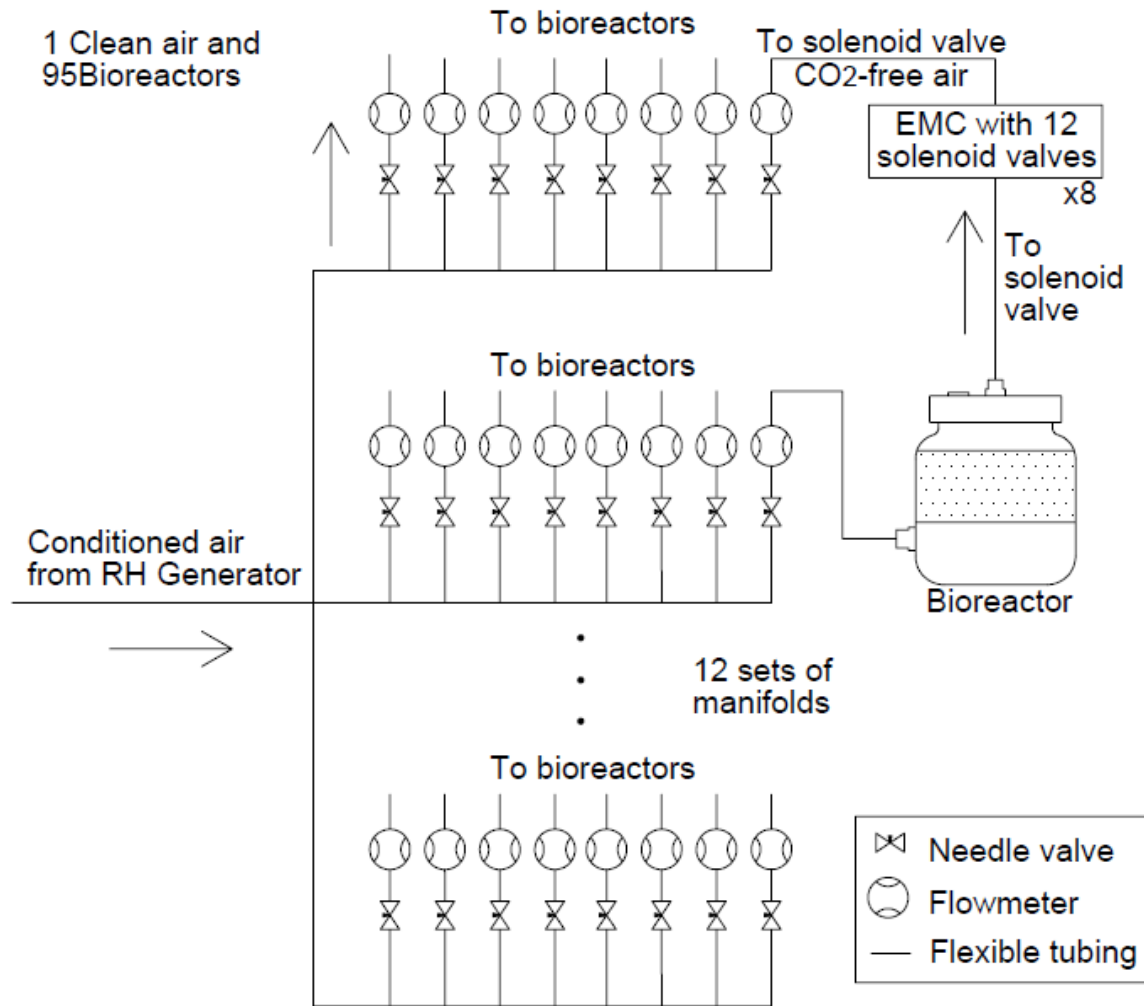 1 Clean air and
95Bioreactors
To bioreactors
To solenoid valve
CO2-free air
EMC with 12
solenoid valves
x8
To
solenoid
valve
To bioreactors
Conditioned air
from RH Generator
Bioreactor
12 sets of
manifolds
To bioreactors
Needle valve
Flowmeter
Flexible tubing